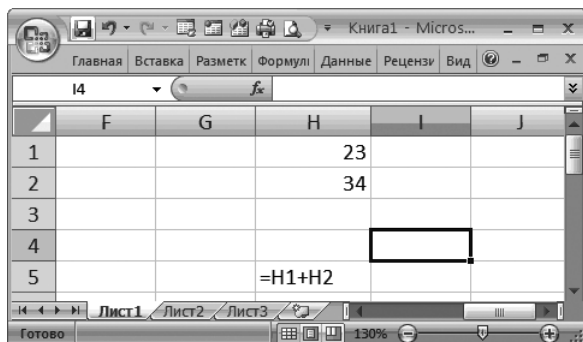 Книга1 - Micros...
Главная Вставка Разметк Формулы Данные Рецензи Вид
I4 fx
F G H I J
1 23
2 34
3
4
5 =H1+H2
Лист1 Лист2 Лист3
Готово 130%